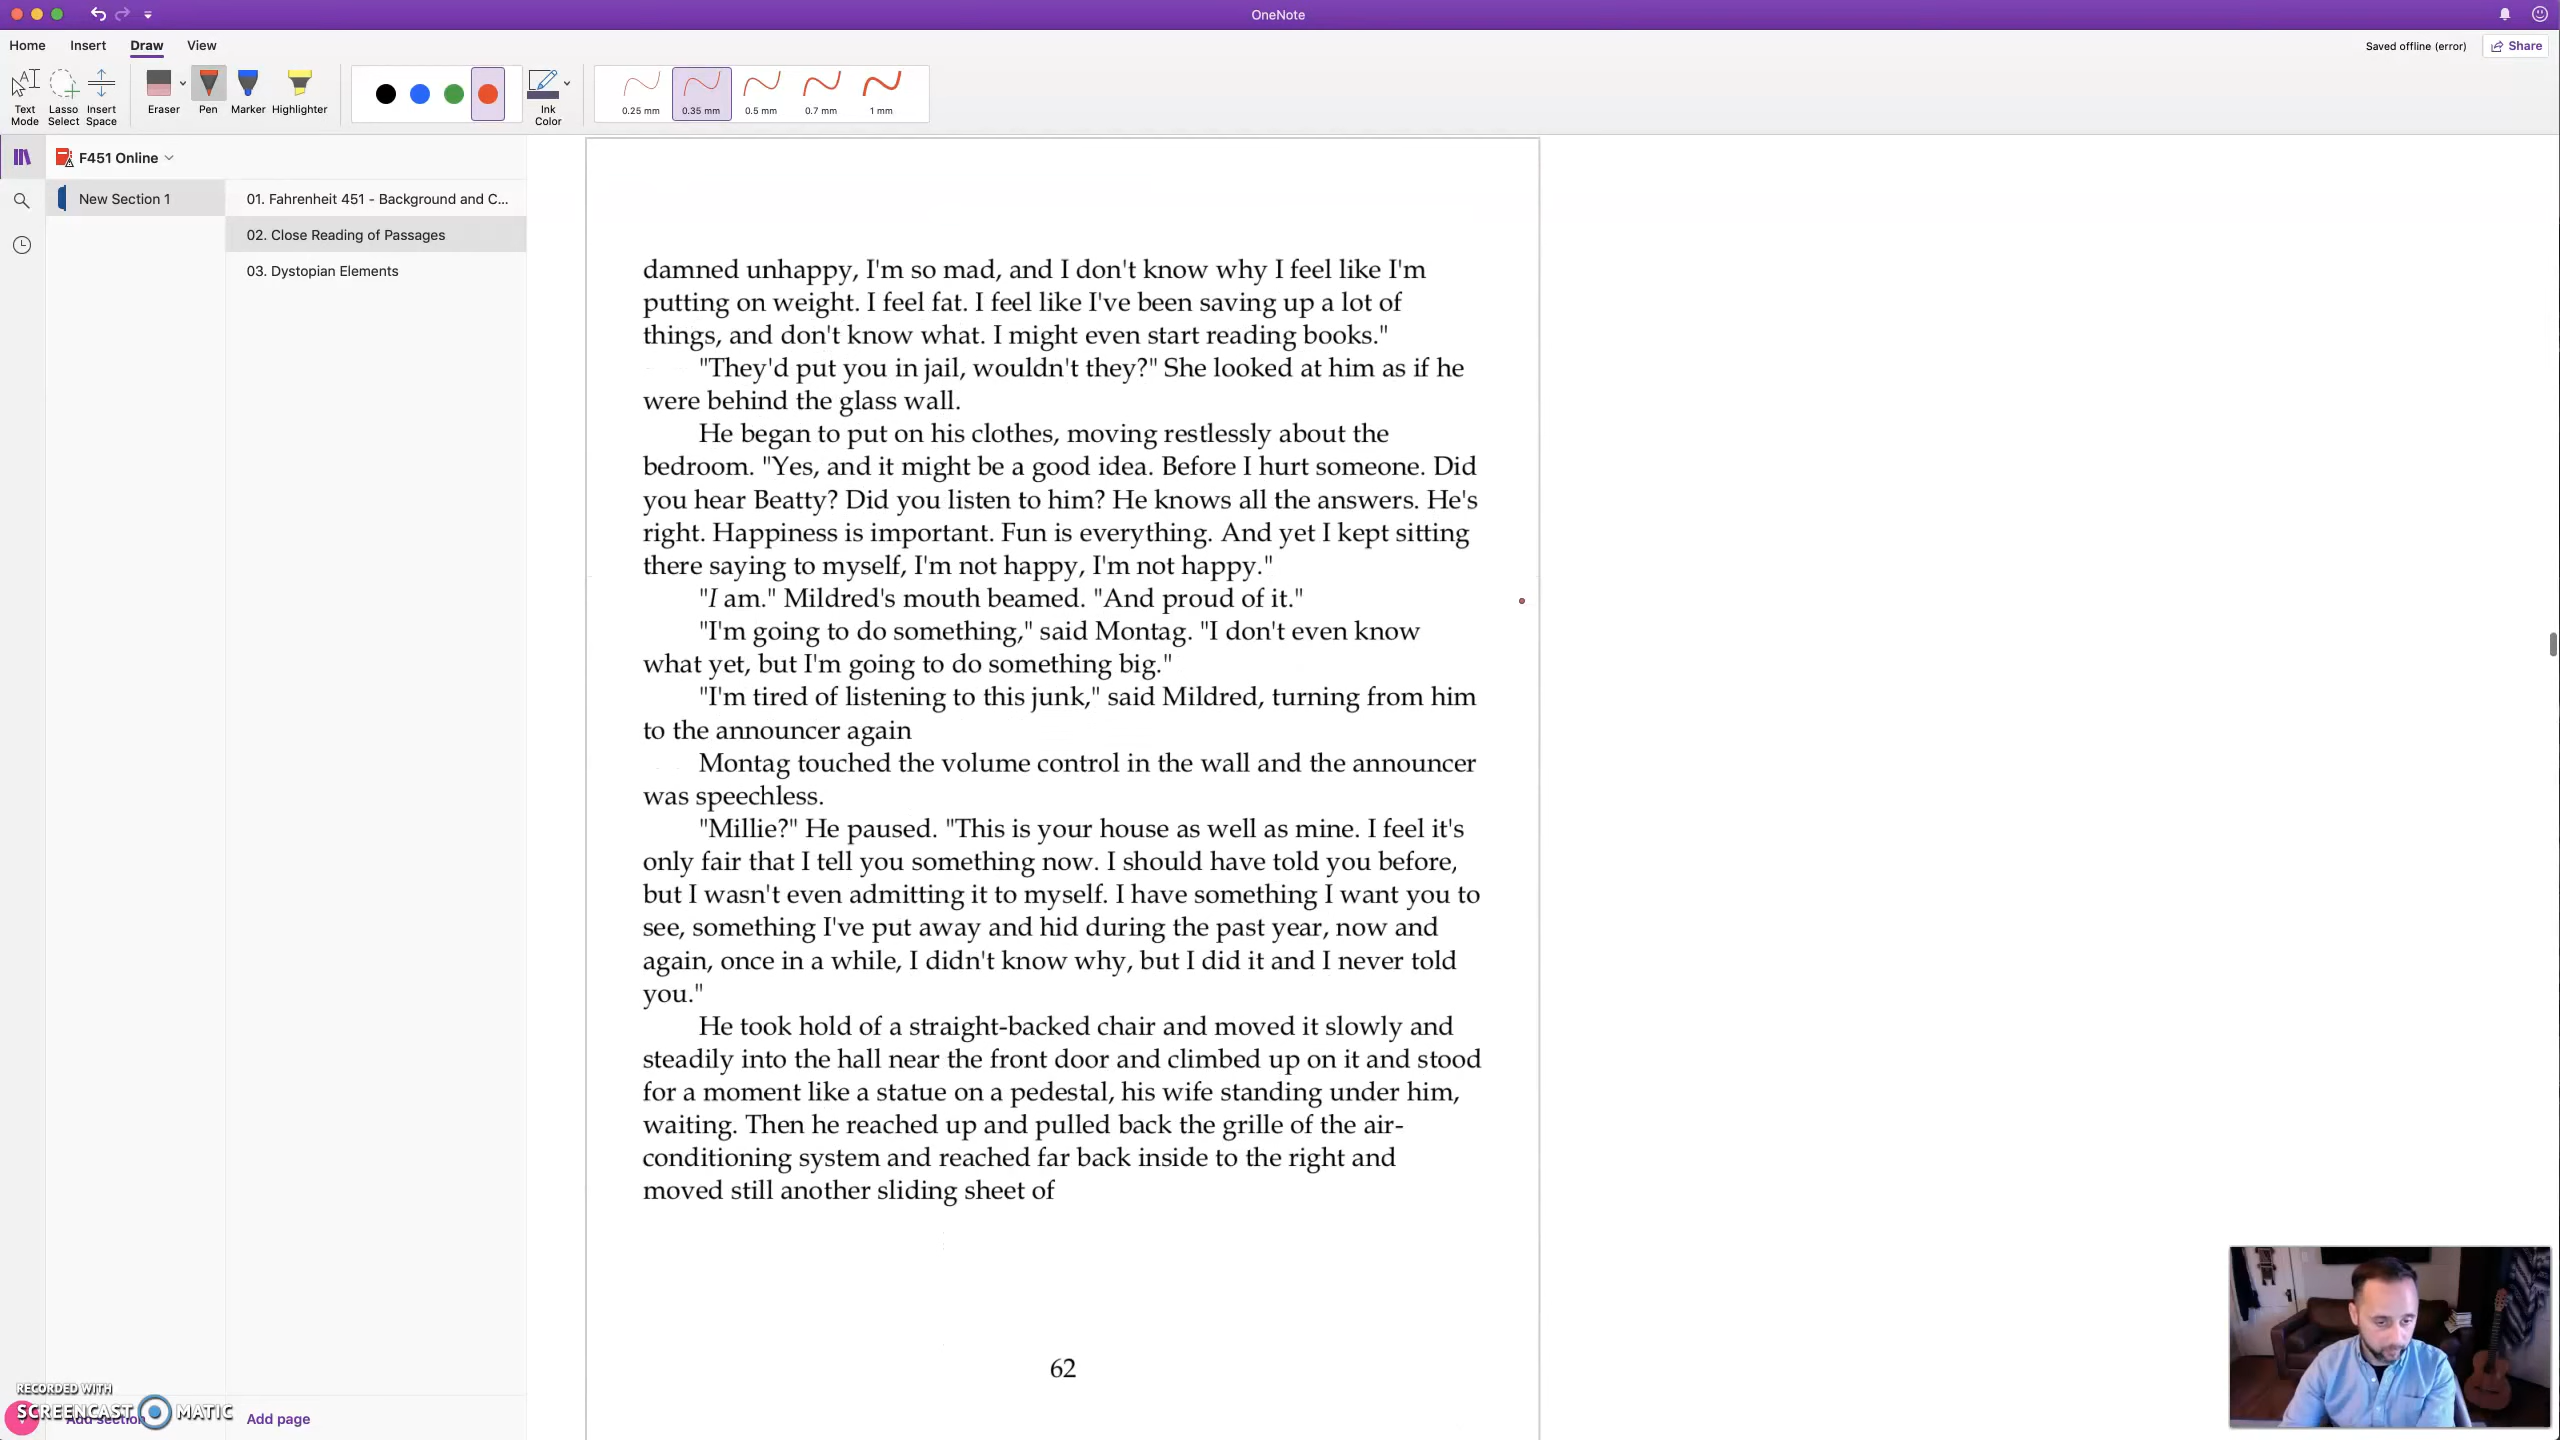 OneNote
Home Insert Draw View
Saved offline (error) Share
Text Mode
Lasso Select
Insert Space
Eraser
Pen
Marker
Highlighter
Ink Color
0.25 mm 0.35 mm 0.5 mm 0.7 mm 1 mm
F451 Online
New Section 1
01. Fahrenheit 451 - Background and C...
02. Close Reading of Passages
03. Dystopian Elements
damned unhappy, I'm so mad, and I don't know why I feel like I'm
putting on weight. I feel fat. I feel like I've been saving up a lot of
things, and don't know what. I might even start reading books."
"They'd put you in jail, wouldn't they?" She looked at him as if he
were behind the glass wall.
He began to put on his clothes, moving restlessly about the
bedroom. "Yes, and it might be a good idea. Before I hurt someone. Did
you hear Beatty? Did you listen to him? He knows all the answers. He's
right. Happiness is important. Fun is everything. And yet I kept sitting
there saying to myself, I'm not happy, I'm not happy."
"I am." Mildred's mouth beamed. "And proud of it."
"I'm going to do something," said Montag. "I don't even know
what yet, but I'm going to do something big."
"I'm tired of listening to this junk," said Mildred, turning from him
to the announcer again
Montag touched the volume control in the wall and the announcer
was speechless.
"Millie?" He paused. "This is your house as well as mine. I feel it's
only fair that I tell you something now. I should have told you before,
but I wasn't even admitting it to myself. I have something I want you to
see, something I've put away and hid during the past year, now and
again, once in a while, I didn't know why, but I did it and I never told
you."
He took hold of a straight-backed chair and moved it slowly and
steadily into the hall near the front door and climbed up on it and stood
for a moment like a statue on a pedestal, his wife standing under him,
waiting. Then he reached up and pulled back the grille of the air-
conditioning system and reached far back inside to the right and
moved still another sliding sheet of
62
RECORDED WITH
SCREENCAST MATIC
Add section
Add page